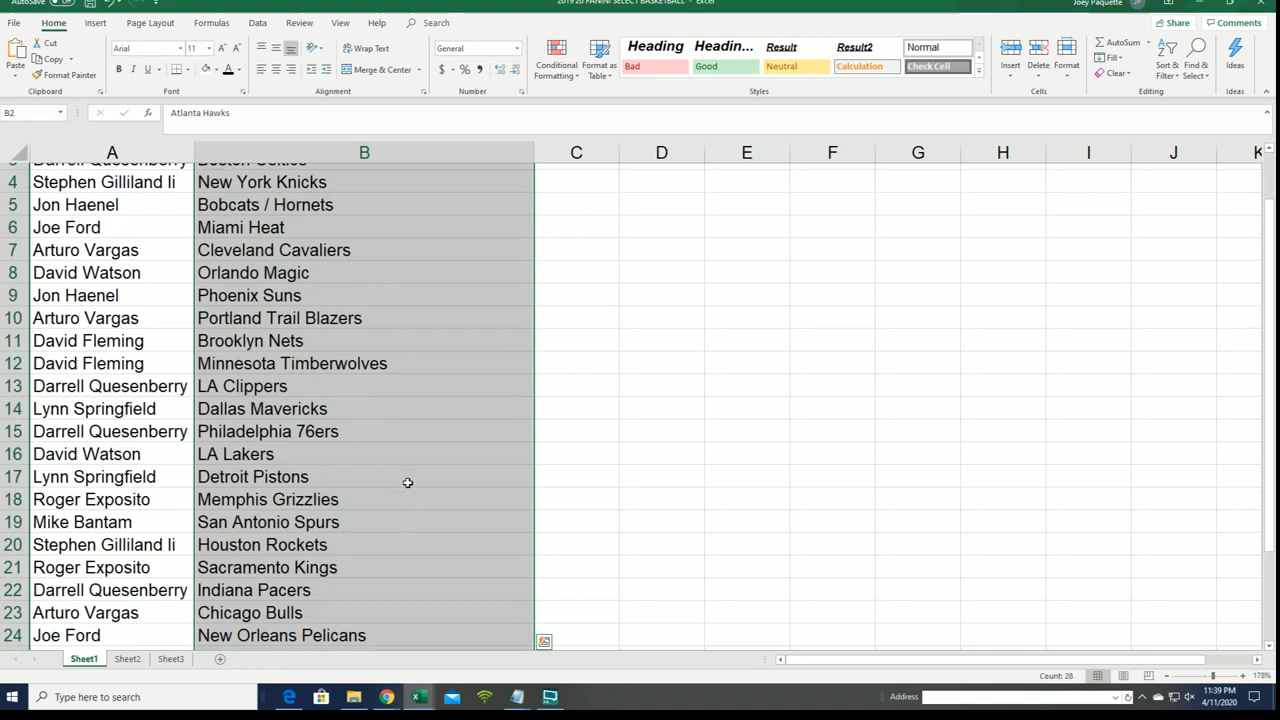 2019 20 PANINI SELECT BASKETBALL - Excel
Joey Paquette JP
File Home Insert Page Layout Formulas Data Review View Help Search Share Comments
Paste Cut Copy Format Painter
Arial 11 Wrap Text General
Merge & Center
Conditional Formatting Format as Table
Heading Headin... Result Result2 Normal
Bad Good Neutral Calculation Check Cell
Insert Delete Format
AutoSum Fill Clear
Sort & Filter Find & Select Ideas
Clipboard Font Alignment Number Styles Cells Editing Ideas
B2 fx Atlanta Hawks
A B C D E F G H I J K
4 Stephen Gilliland Ii New York Knicks
5 Jon Haenel Bobcats / Hornets
6 Joe Ford Miami Heat
7 Arturo Vargas Cleveland Cavaliers
8 David Watson Orlando Magic
9 Jon Haenel Phoenix Suns
10 Arturo Vargas Portland Trail Blazers
11 David Fleming Brooklyn Nets
12 David Fleming Minnesota Timberwolves
13 Darrell Quesenberry LA Clippers
14 Lynn Springfield Dallas Mavericks
15 Darrell Quesenberry Philadelphia 76ers
16 David Watson LA Lakers
17 Lynn Springfield Detroit Pistons
18 Roger Exposito Memphis Grizzlies
19 Mike Bantam San Antonio Spurs
20 Stephen Gilliland Ii Houston Rockets
21 Roger Exposito Sacramento Kings
22 Darrell Quesenberry Indiana Pacers
23 Arturo Vargas Chicago Bulls
24 Joe Ford New Orleans Pelicans
Sheet1 Sheet2 Sheet3
Count: 28 178%
Type here to search Address 11:39 PM
4/11/2020